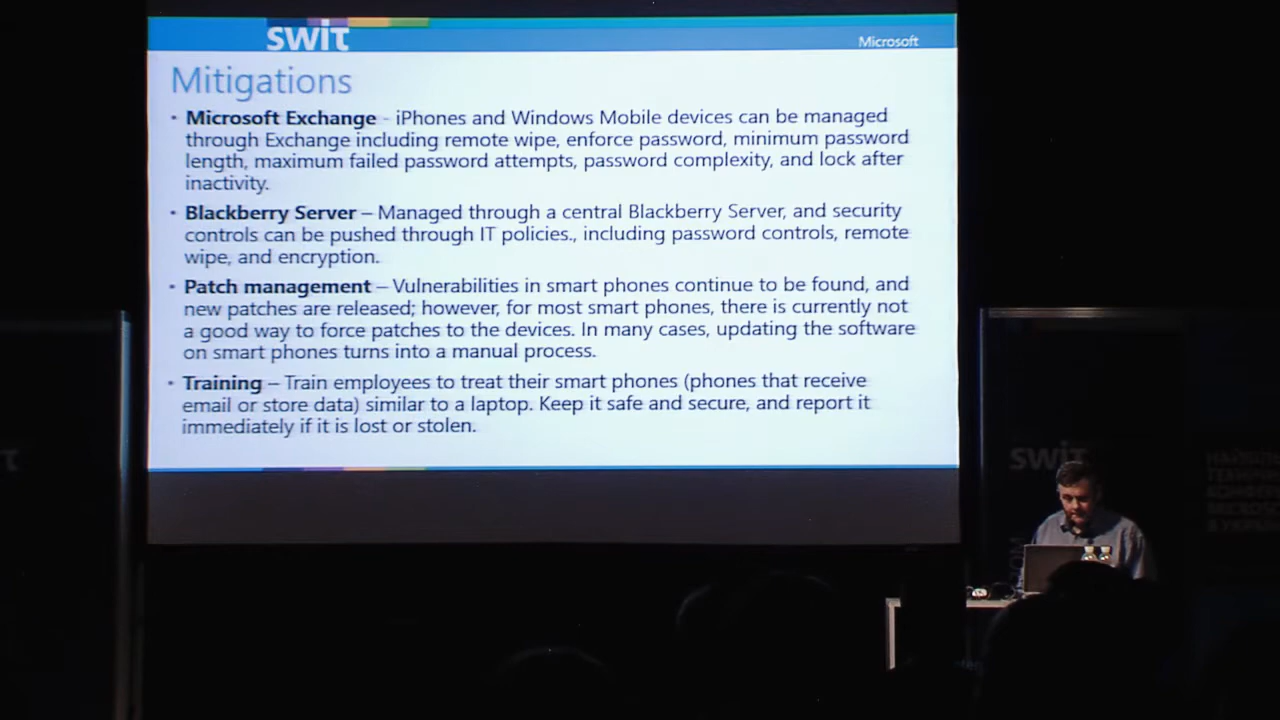 swit
Microsoft
Mitigations
• Microsoft Exchange - iPhones and Windows Mobile devices can be managed
through Exchange including remote wipe, enforce password, minimum password
length, maximum failed password attempts, password complexity, and lock after
inactivity.
• Blackberry Server – Managed through a central Blackberry Server, and security
controls can be pushed through IT policies., including password controls, remote
wipe, and encryption.
• Patch management – Vulnerabilities in smart phones continue to be found, and
new patches are released; however, for most smart phones, there is currently not
a good way to force patches to the devices. In many cases, updating the software
on smart phones turns into a manual process.
• Training – Train employees to treat their smart phones (phones that receive
email or store data) similar to a laptop. Keep it safe and secure, and report it
immediately if it is lost or stolen.
swit